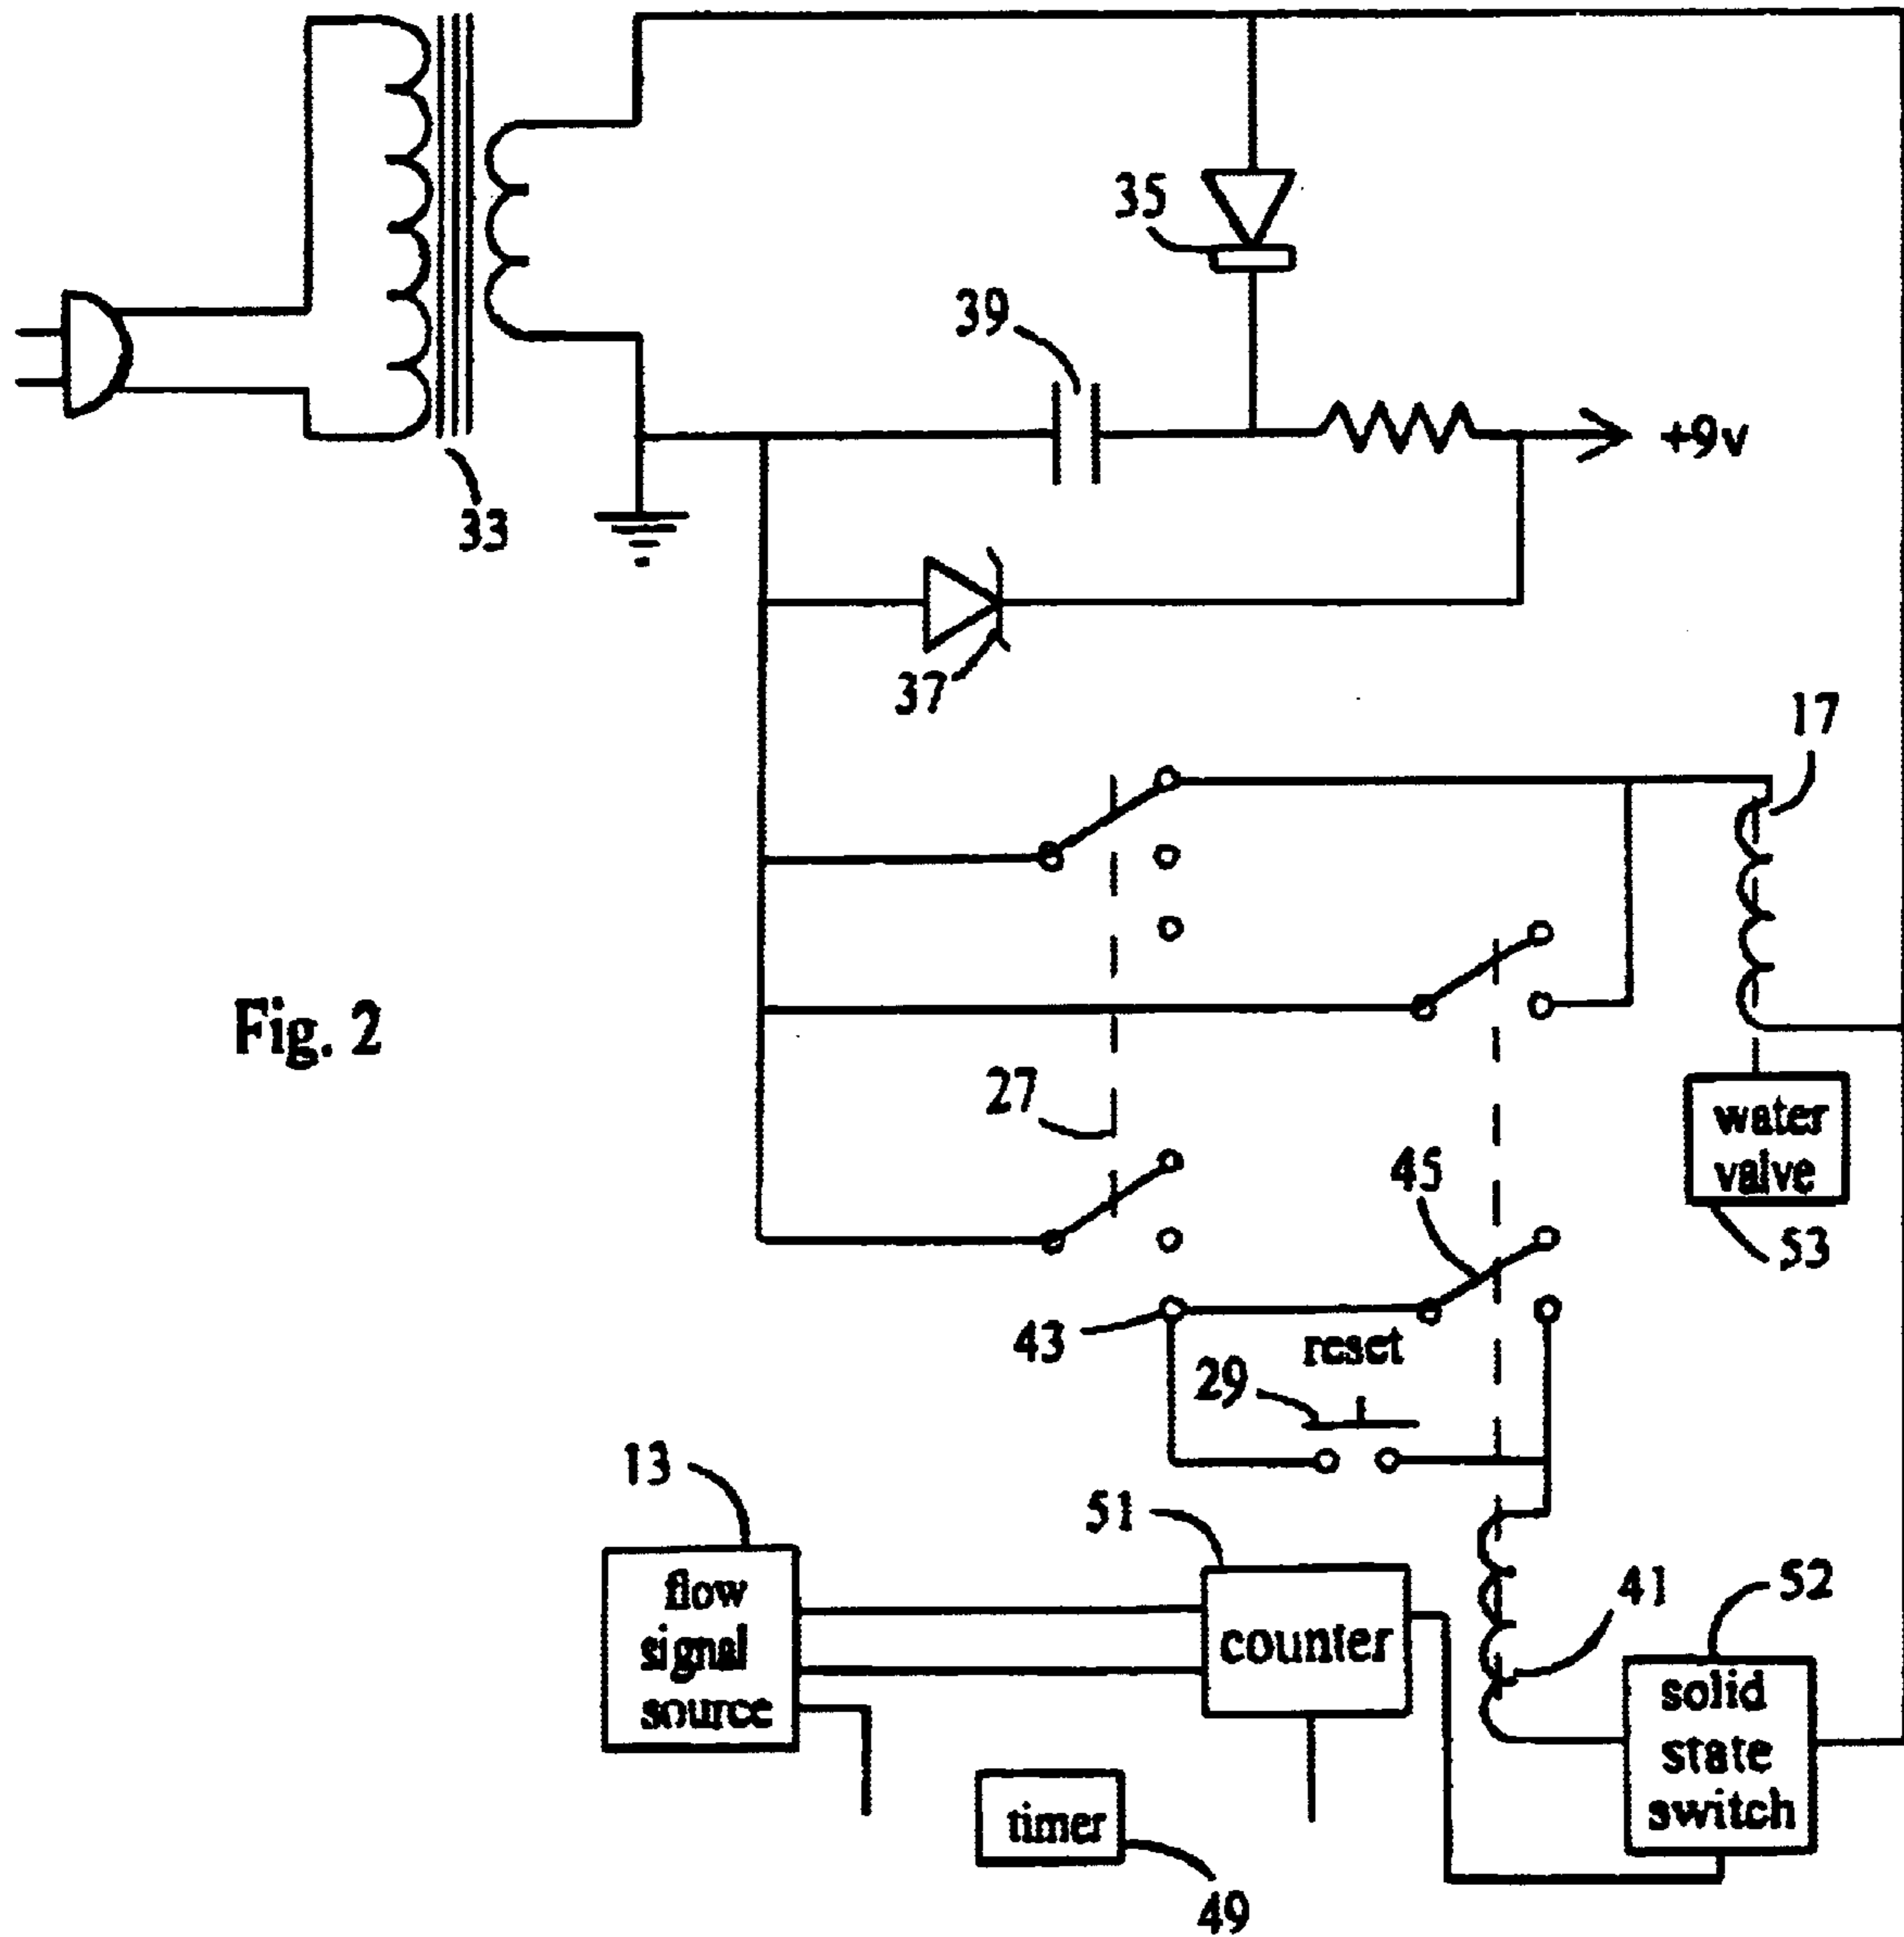 35
39
+9v
33
37
17
Fig. 2
27
water
valve
45
53
43
reset
29
13
51
flow
signal
source
counter
41
52
solid
state
switch
timer
49